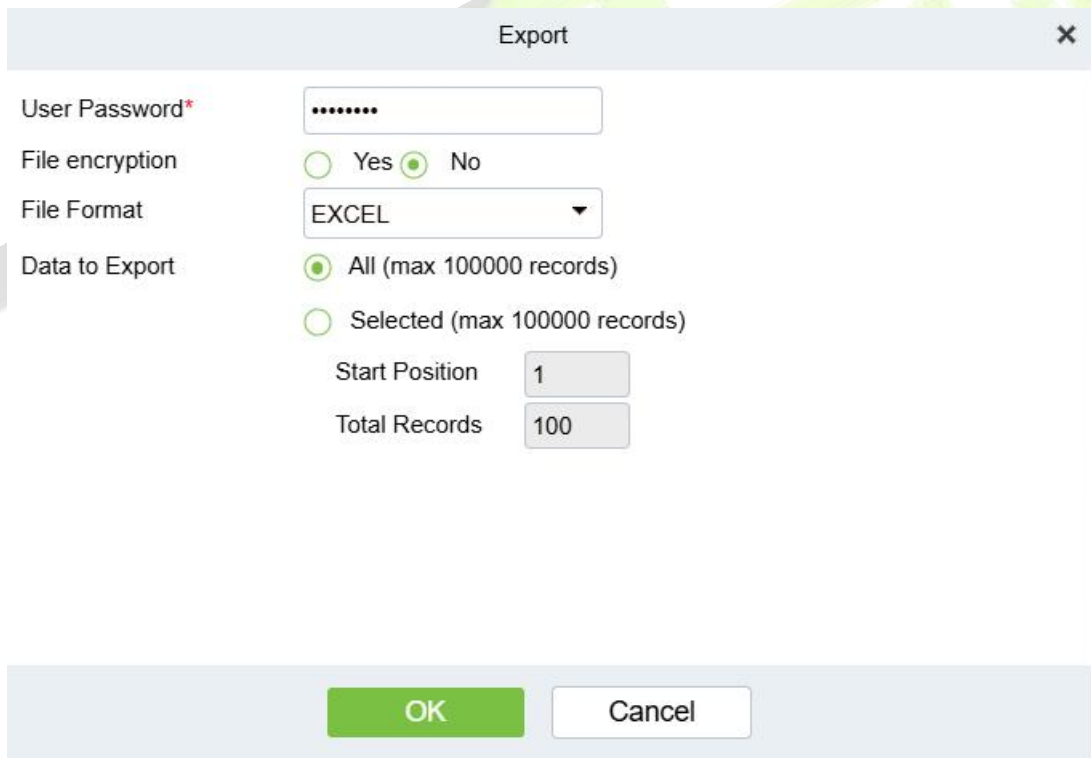 Export
User Password*
••••••••
File encryption Yes No
File Format EXCEL
Data to Export All (max 100000 records)
Selected (max 100000 records)
Start Position 1
Total Records 100
OK Cancel